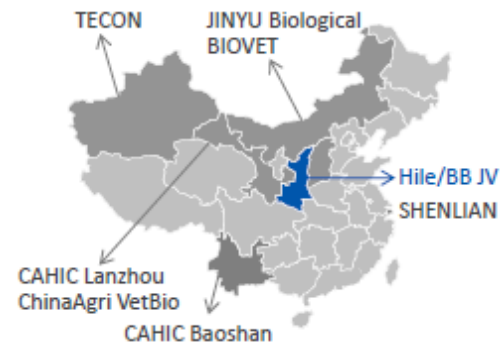 TECON
JINYU Biological
BIOVET
Hile/BB JV
SHENLIAN
CAHIC Lanzhou
ChinaAgri VetBio
CAHIC Baoshan